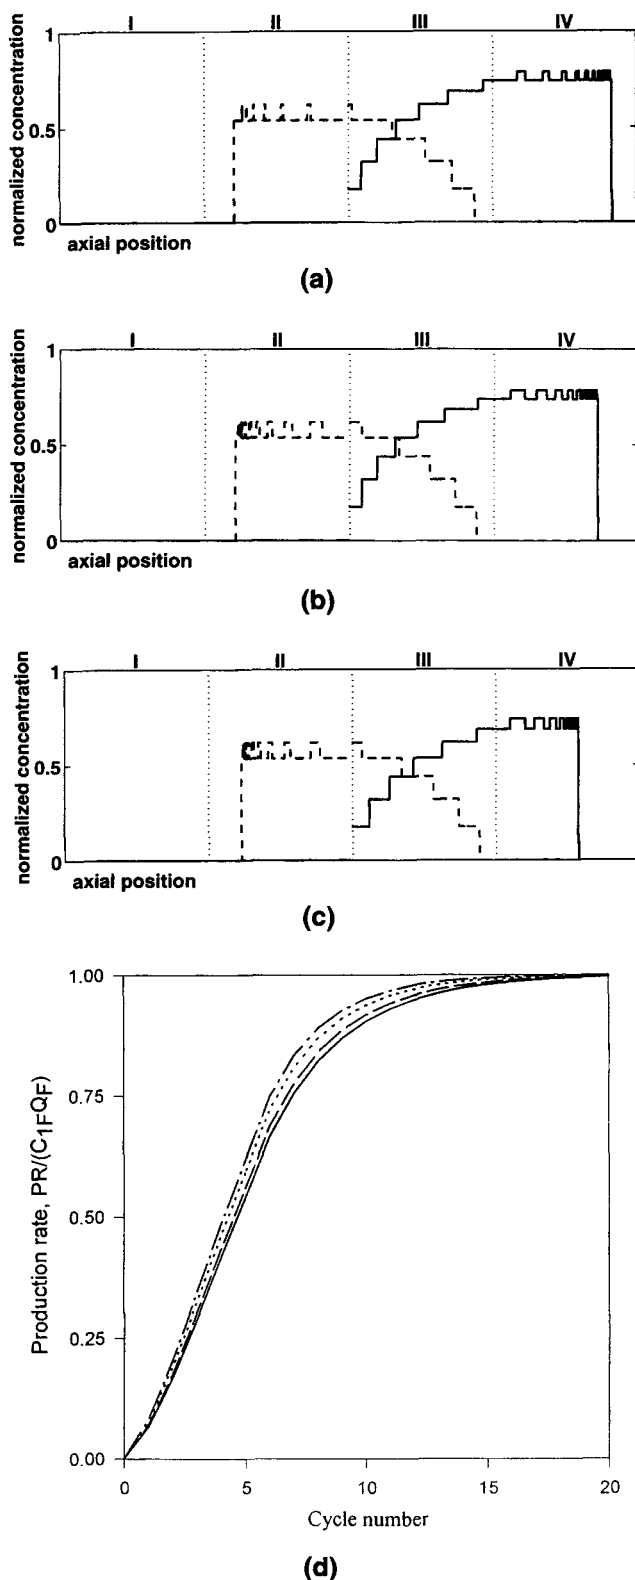 I II III IV
1
0.5
0
normalized concentration
axial position
(a)
I II III IV
1
0.5
0
normalized concentration
axial position
(b)
I II III IV
1
0.5
0
normalized concentration
axial position
(c)
1.00
0.75
0.50
0.25
0.00
Production rate, PR/(C1FQF)
0 5 10 15 20
Cycle number
(d)